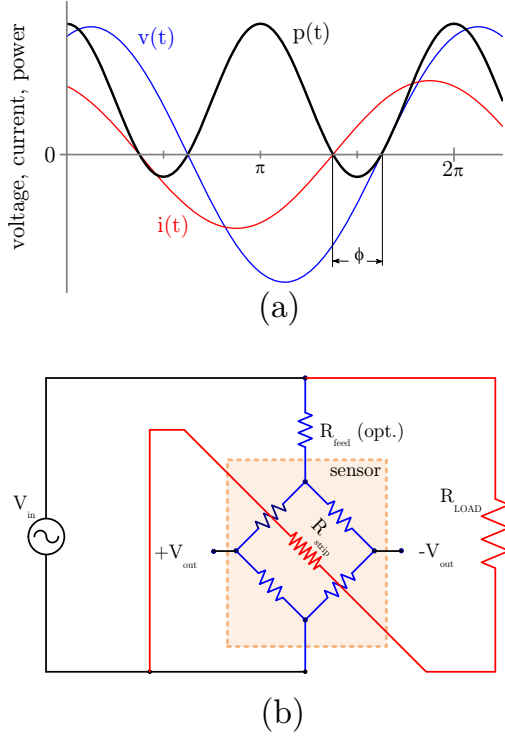 voltage, current, power
v(t)
p(t)
0
π
2π
i(t)
ϕ
(a)
R_feed (opt.)
sensor
V_in
R_LOAD
R_strip
+V_out
-V_out
(b)